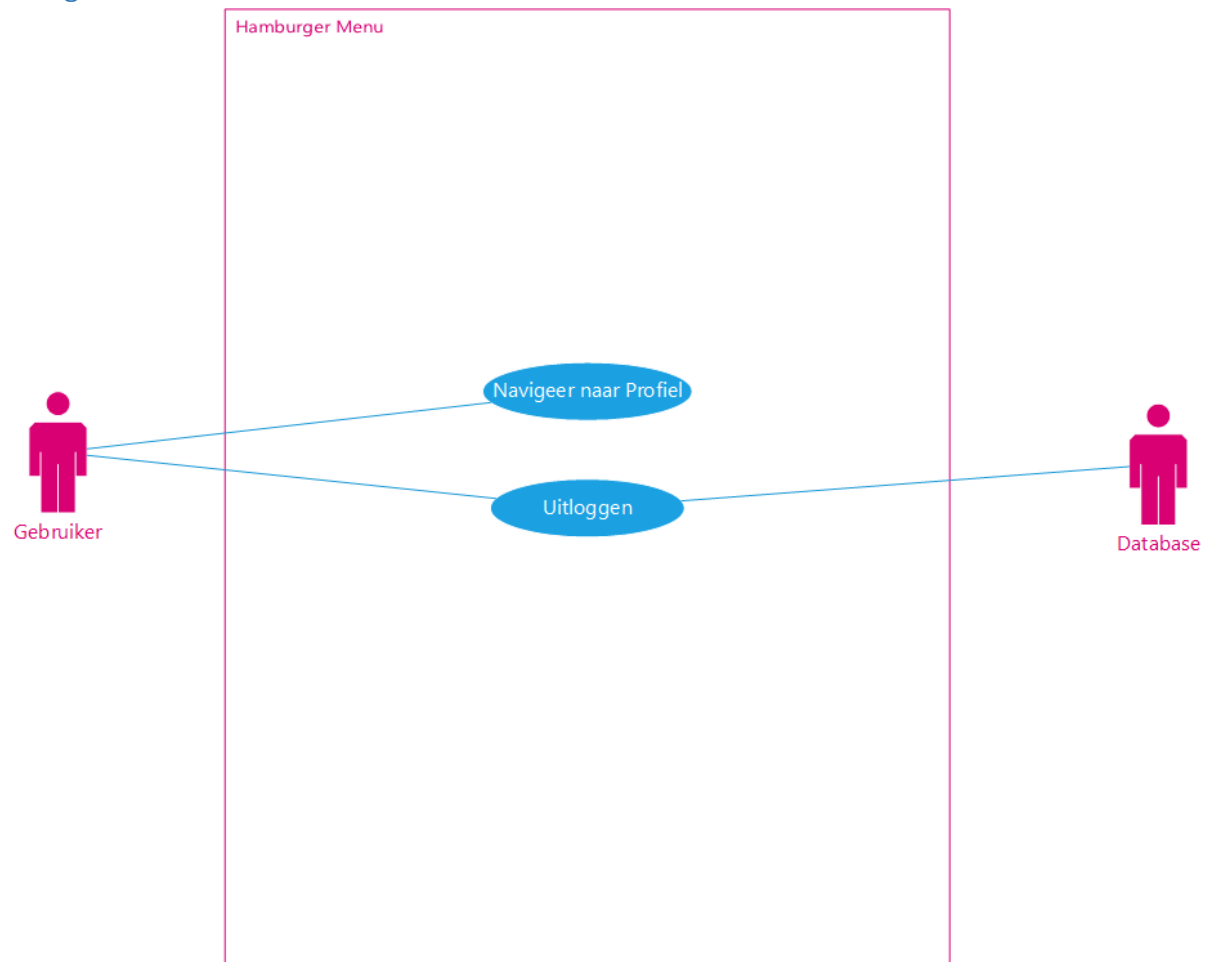 Hamburger Menu
Navigeer naar Profiel
Uitloggen
Gebruiker
Database